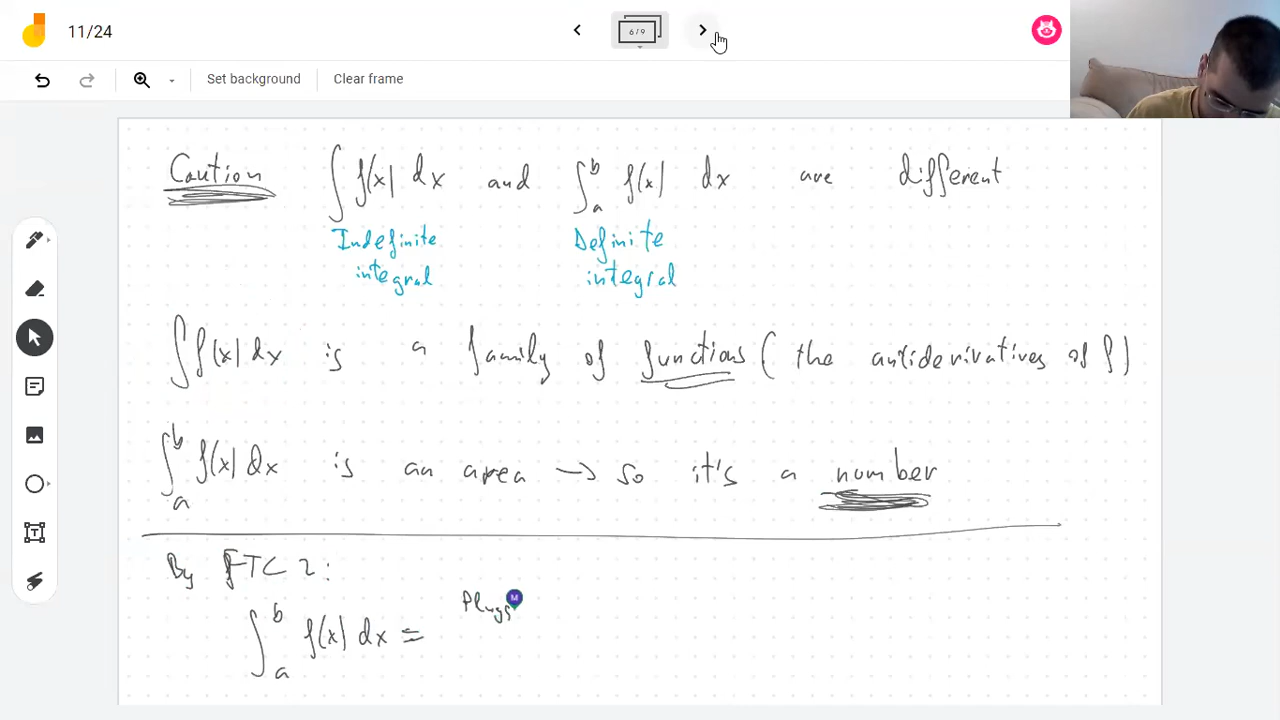 11/24
6/9
Set background
Clear frame
Caution ∫ f(x) dx and ∫_a^b f(x) dx are different
Indefinite integral
Definite integral
∫ f(x) dx is a family of functions (the antiderivatives of f)
∫_a^b f(x) dx is an area → so it's a number
By FTC 2:
∫_a^b f(x) dx =
Plugs
M